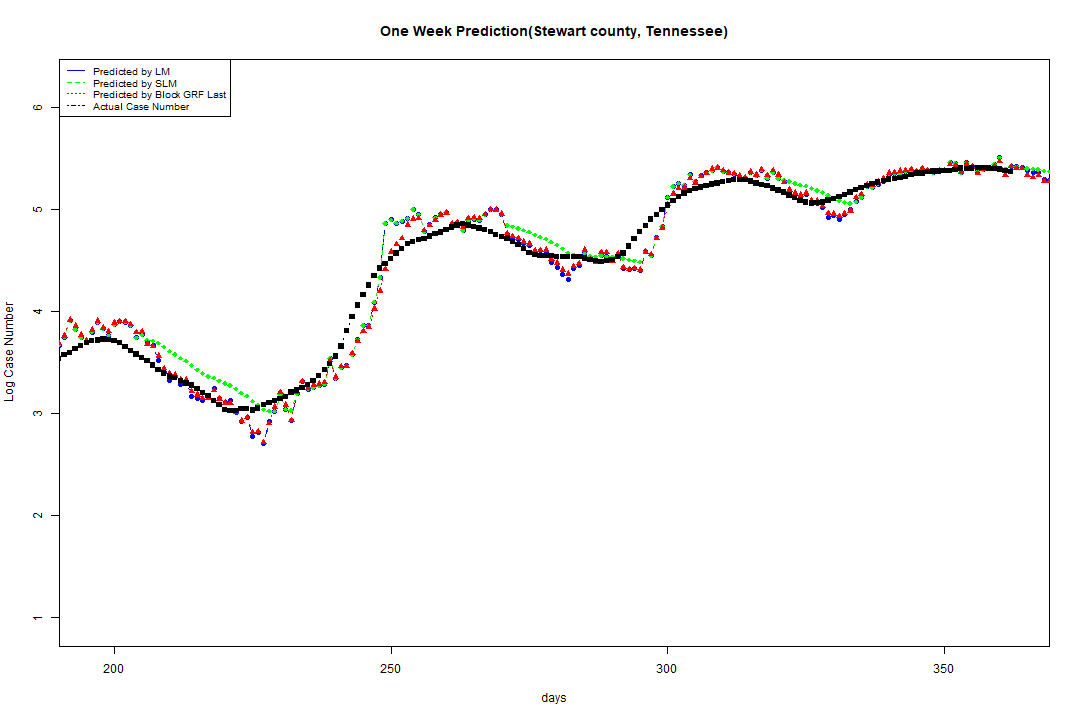 One Week Prediction(Stewart county, Tennessee)
Predicted by LM
Predicted by SLM
Predicted by Block GRF Last
Actual Case Number
6
5
4
3
2
1
Log Case Number
200 250 300 350
days